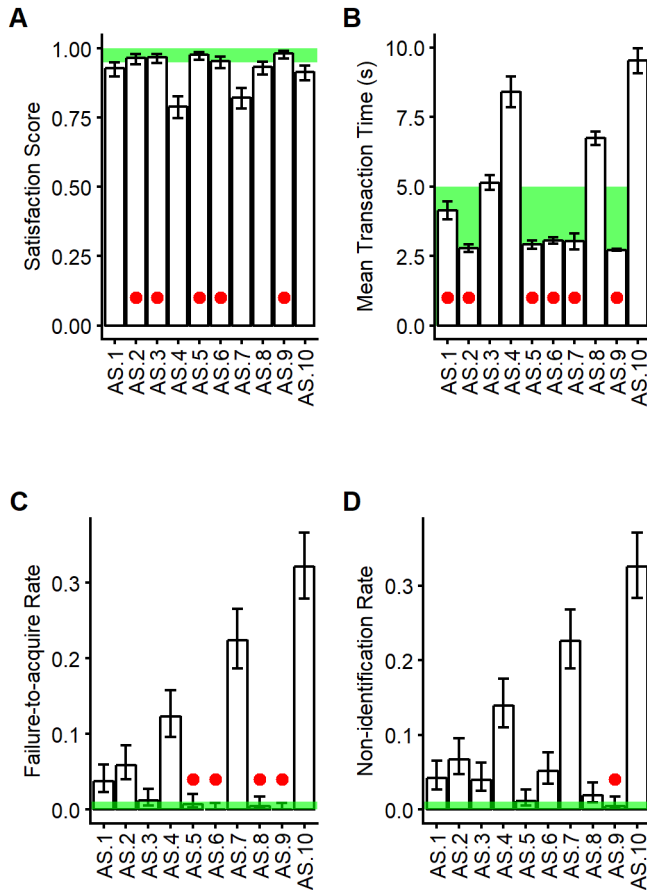 A
Satisfaction Score
1.00
0.75
0.50
0.25
0.00
AS.1
AS.2
AS.3
AS.4
AS.5
AS.6
AS.7
AS.8
AS.9
AS.10
B
Mean Transaction Time (s)
10.0
7.5
5.0
2.5
0.0
AS.1
AS.2
AS.3
AS.4
AS.5
AS.6
AS.7
AS.8
AS.9
AS.10
C
Failure-to-acquire Rate
0.3
0.2
0.1
0.0
AS.1
AS.2
AS.3
AS.4
AS.5
AS.6
AS.7
AS.8
AS.9
AS.10
D
Non-identification Rate
0.3
0.2
0.1
0.0
AS.1
AS.2
AS.3
AS.4
AS.5
AS.6
AS.7
AS.8
AS.9
AS.10